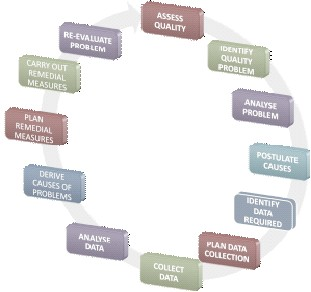 ASSESS
QUALITY
IDENTIFY
QUALITY
PROBLEM
ANALYSE
PROBLEM
POSTULATE
CAUSES
IDENTIFY
DATA
REQUIRED
PLAN DATA
COLLECTION
COLLECT
DATA
ANALYSE
DATA
DERIVE
CAUSES OF
PROBLEMS
PLAIN
REMEDIAL
MEASURES
CARRY OUT
REMEDIAL
MEASURES
RE-EVALUATE
PROBLEM